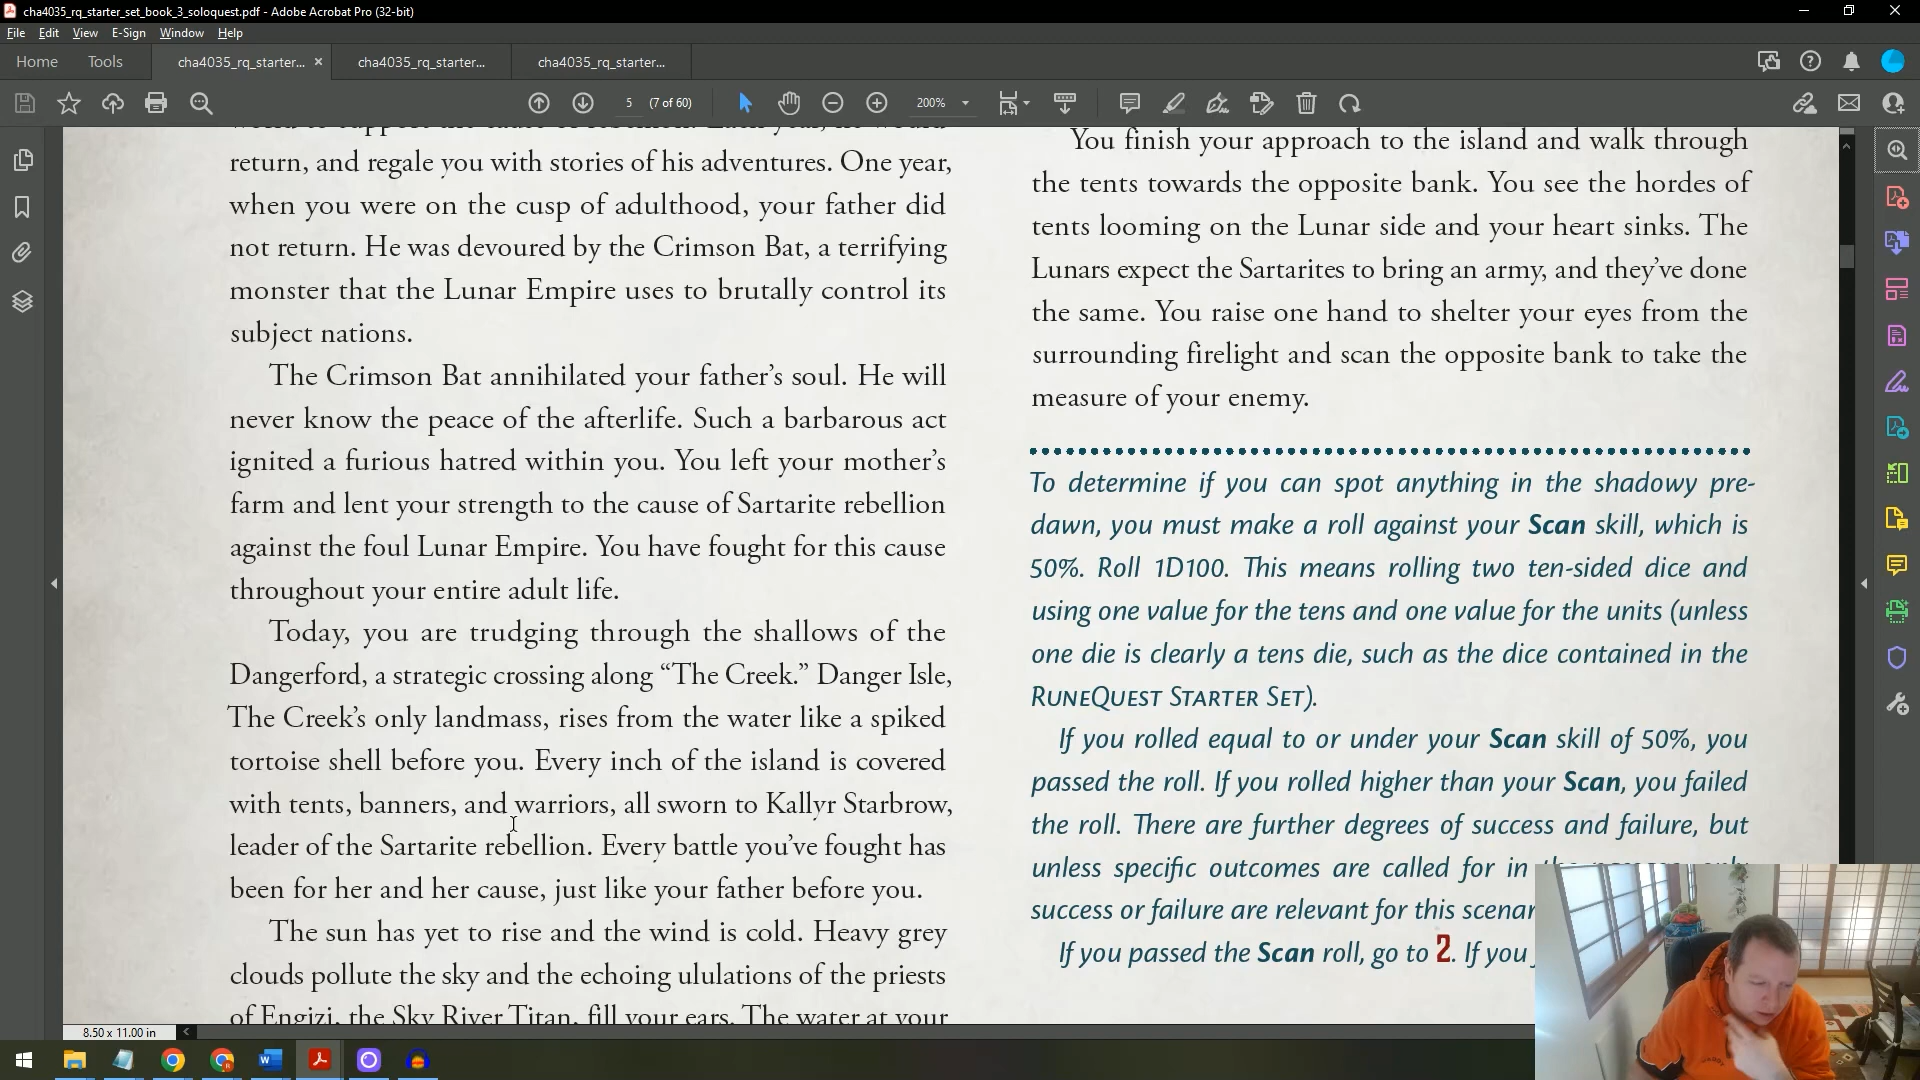 cha4035_rq_starter_set_book_3_soloquest.pdf - Adobe Acrobat Pro (32-bit)
File Edit View E-Sign Window Help
Home Tools cha4035_rq_starter... × cha4035_rq_starter... cha4035_rq_starter...
5 (7 of 60) 200%
return, and regale you with stories of his adventures. One year,
when you were on the cusp of adulthood, your father did
not return. He was devoured by the Crimson Bat, a terrifying
monster that the Lunar Empire uses to brutally control its
subject nations.
The Crimson Bat annihilated your father's soul. He will
never know the peace of the afterlife. Such a barbarous act
ignited a furious hatred within you. You left your mother's
farm and lent your strength to the cause of Sartarite rebellion
against the foul Lunar Empire. You have fought for this cause
throughout your entire adult life.
Today, you are trudging through the shallows of the
Dangerford, a strategic crossing along “The Creek.” Danger Isle,
The Creek's only landmass, rises from the water like a spiked
tortoise shell before you. Every inch of the island is covered
with tents, banners, and warriors, all sworn to Kallyr Starbrow,
leader of the Sartarite rebellion. Every battle you've fought has
been for her and her cause, just like your father before you.
The sun has yet to rise and the wind is cold. Heavy grey
clouds pollute the sky and the echoing ululations of the priests
of Engizi, the Sky River Titan, fill your ears. The water at your
You finish your approach to the island and walk through
the tents towards the opposite bank. You see the hordes of
tents looming on the Lunar side and your heart sinks. The
Lunars expect the Sartarites to bring an army, and they've done
the same. You raise one hand to shelter your eyes from the
surrounding firelight and scan the opposite bank to take the
measure of your enemy.
To determine if you can spot anything in the shadowy pre-
dawn, you must make a roll against your Scan skill, which is
50%. Roll 1D100. This means rolling two ten-sided dice and
using one value for the tens and one value for the units (unless
one die is clearly a tens die, such as the dice contained in the
RUNEQUEST STARTER SET).
If you rolled equal to or under your Scan skill of 50%, you
passed the roll. If you rolled higher than your Scan, you failed
the roll. There are further degrees of success and failure, but
unless specific outcomes are called for in
success or failure are relevant for this
If you passed the Scan roll, go to 2. If you
8.50 x 11.00 in